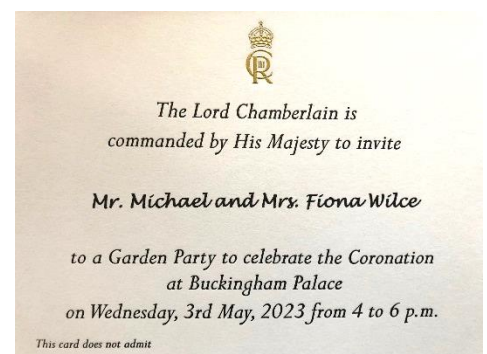 CR
III
The Lord Chamberlain is
commanded by His Majesty to invite
Mr. Michael and Mrs. Fiona Wilce
to a Garden Party to celebrate the Coronation
at Buckingham Palace
on Wednesday, 3rd May, 2023 from 4 to 6 p.m.
This card does not admit